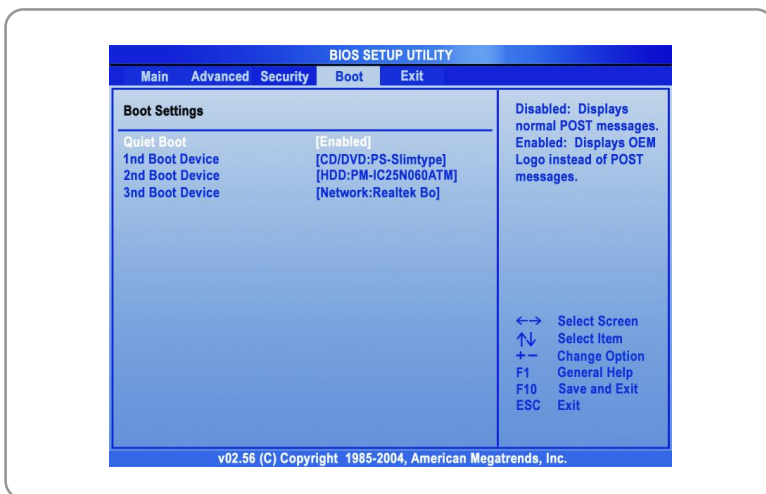 BIOS SETUP UTILITY
Main Advanced Security Boot Exit
Boot Settings
Quiet Boot [Enabled]
1nd Boot Device [CD/DVD:PS-Slimtype]
2nd Boot Device [HDD:PM-IC25N060ATM]
3nd Boot Device [Network:Realtek Bo]
Disabled: Displays
normal POST messages.
Enabled: Displays OEM
Logo instead of POST
messages.
←→ Select Screen
↑↓ Select Item
+− Change Option
F1 General Help
F10 Save and Exit
ESC Exit
v02.56 (C) Copyright 1985-2004, American Megatrends, Inc.